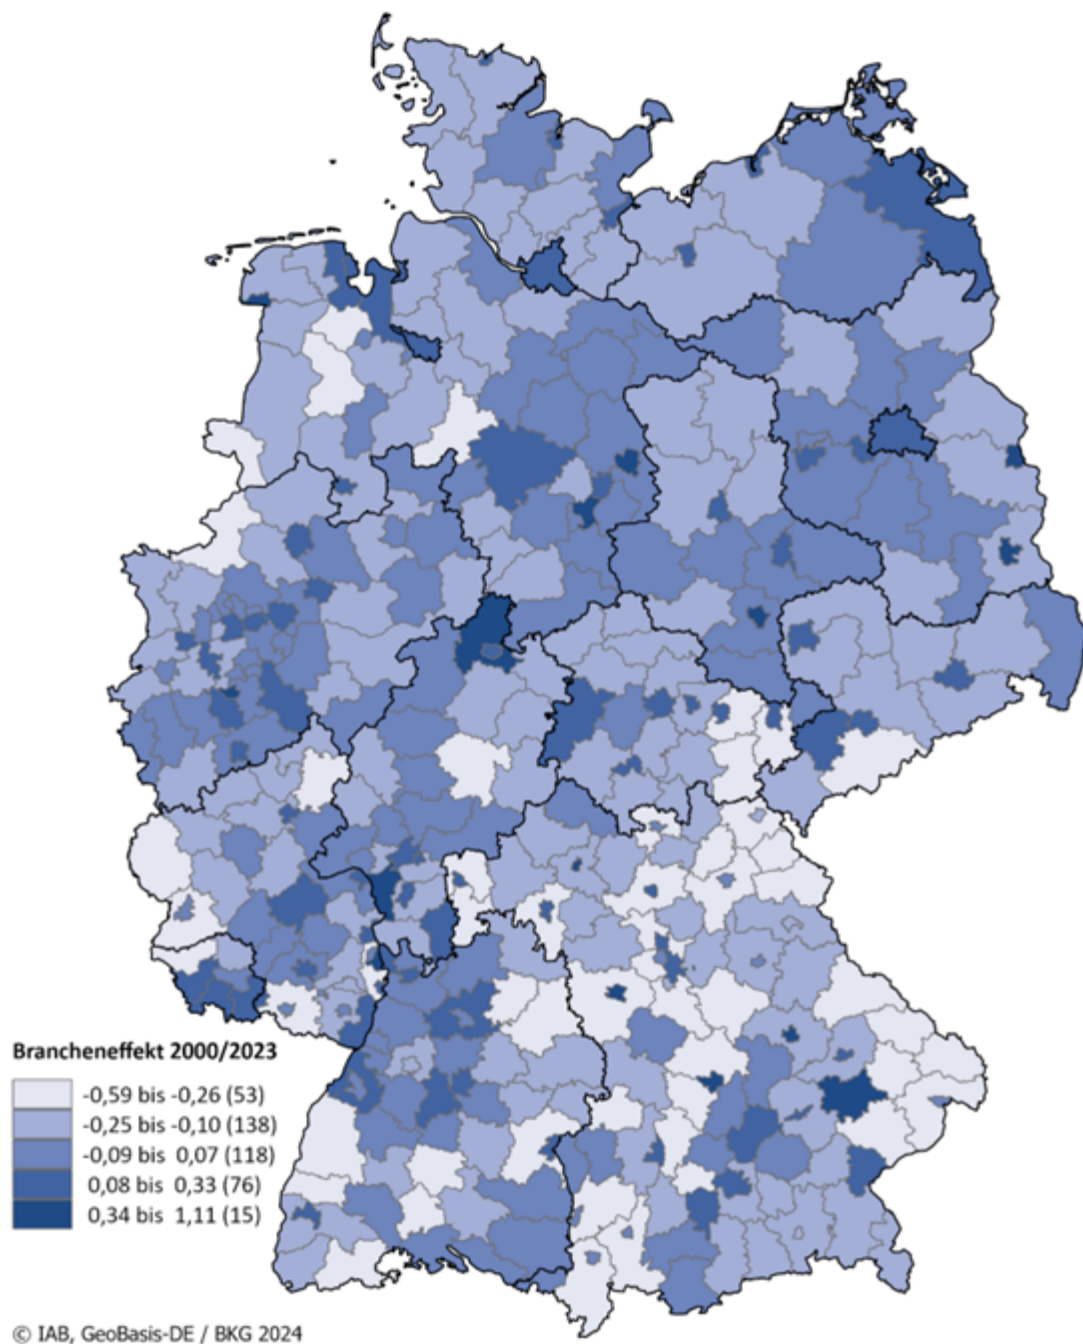 Brancheneffekt 2000/2023
-0,59 bis -0,26 (53)
-0,25 bis -0,10 (138)
-0,09 bis 0,07 (118)
0,08 bis 0,33 (76)
0,34 bis 1,11 (15)
© IAB, GeoBasis-DE / BKG 2024